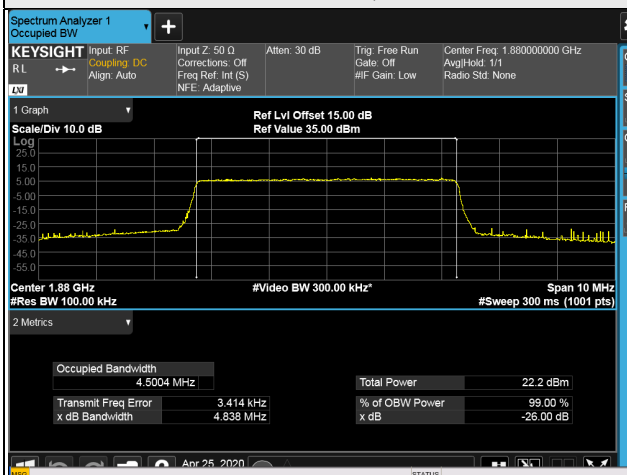 Spectrum Analyzer 1
Occupied BW
+
KEYSIGHT
RL
LXI
Input: RF
Coupling: DC
Align: Auto
Input Z: 50 Ω
Corrections: Off
Freq Ref: Int (S)
NFE: Adaptive
Atten: 30 dB
Trig: Free Run
Gate: Off
#IF Gain: Low
Center Freq: 1.880000000 GHz
Avg|Hold: 1/1
Radio Std: None
1 Graph
Scale/Div 10.0 dB
Ref Lvl Offset 15.00 dB
Ref Value 35.00 dBm
Log
25.0
15.0
5.00
-5.00
-15.0
-25.0
-35.0
-45.0
-55.0
Center 1.88 GHz
#Res BW 100.00 kHz
#Video BW 300.00 kHz*
Span 10 MHz
#Sweep 300 ms (1001 pts)
2 Metrics
Occupied Bandwidth
4.5004 MHz
Transmit Freq Error 3.414 kHz
x dB Bandwidth 4.838 MHz
Total Power 22.2 dBm
% of OBW Power 99.00 %
x dB -26.00 dB
Apr 25, 2020
MSG
STATUS